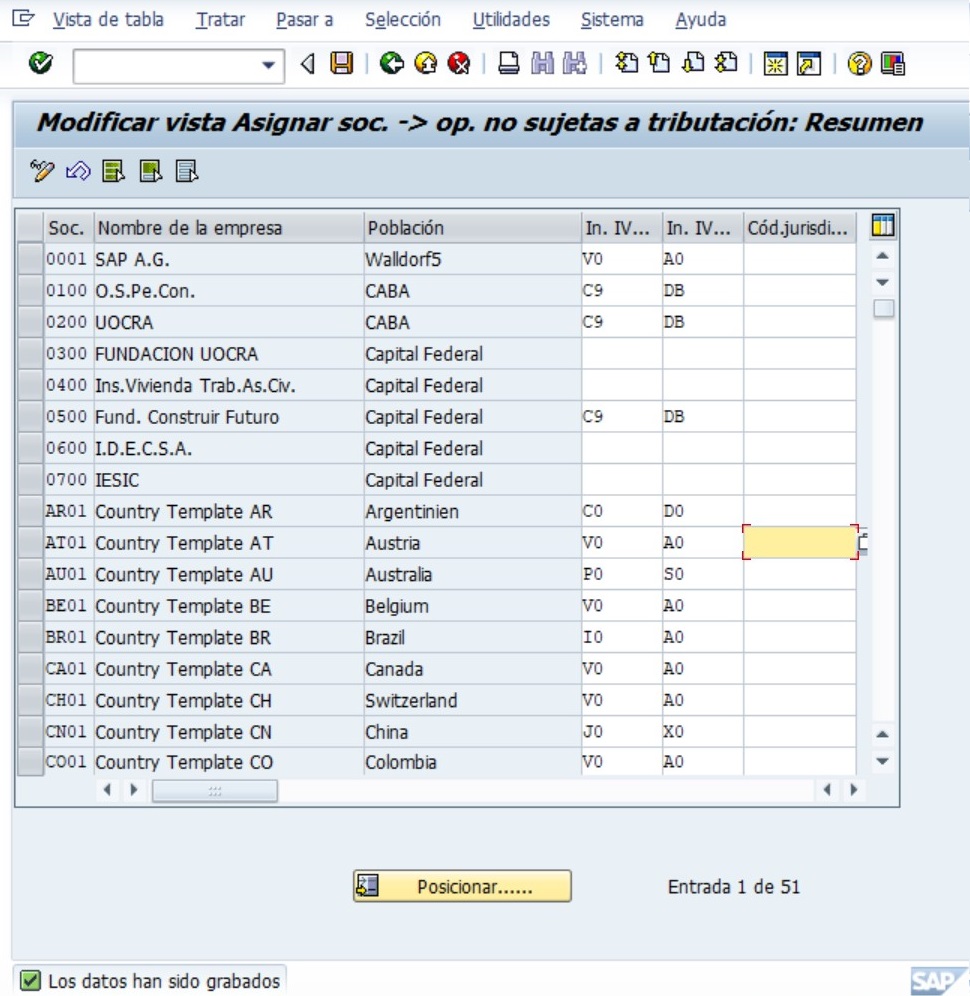 Vista de tabla Tratar Pasar a Selección Utilidades Sistema Ayuda
Modificar vista Asignar soc. -> op. no sujetas a tributación: Resumen
Soc. Nombre de la empresa Población In. IV... In. IV... Cód.jurisdi...
0001 SAP A.G. Walldorf5 V0 A0
0100 O.S.Pe.Con. CABA C9 DB
0200 UOCRA CABA C9 DB
0300 FUNDACION UOCRA Capital Federal
0400 Ins.Vivienda Trab.As.Civ. Capital Federal
0500 Fund. Construir Futuro Capital Federal C9 DB
0600 I.D.E.C.S.A. Capital Federal
0700 IESIC Capital Federal
AR01 Country Template AR Argentinien C0 D0
AT01 Country Template AT Austria V0 A0
AU01 Country Template AU Australia P0 S0
BE01 Country Template BE Belgium V0 A0
BR01 Country Template BR Brazil I0 A0
CA01 Country Template CA Canada V0 A0
CH01 Country Template CH Switzerland V0 A0
CN01 Country Template CN China J0 X0
CO01 Country Template CO Colombia V0 A0
Posicionar...... Entrada 1 de 51
Los datos han sido grabados SAP